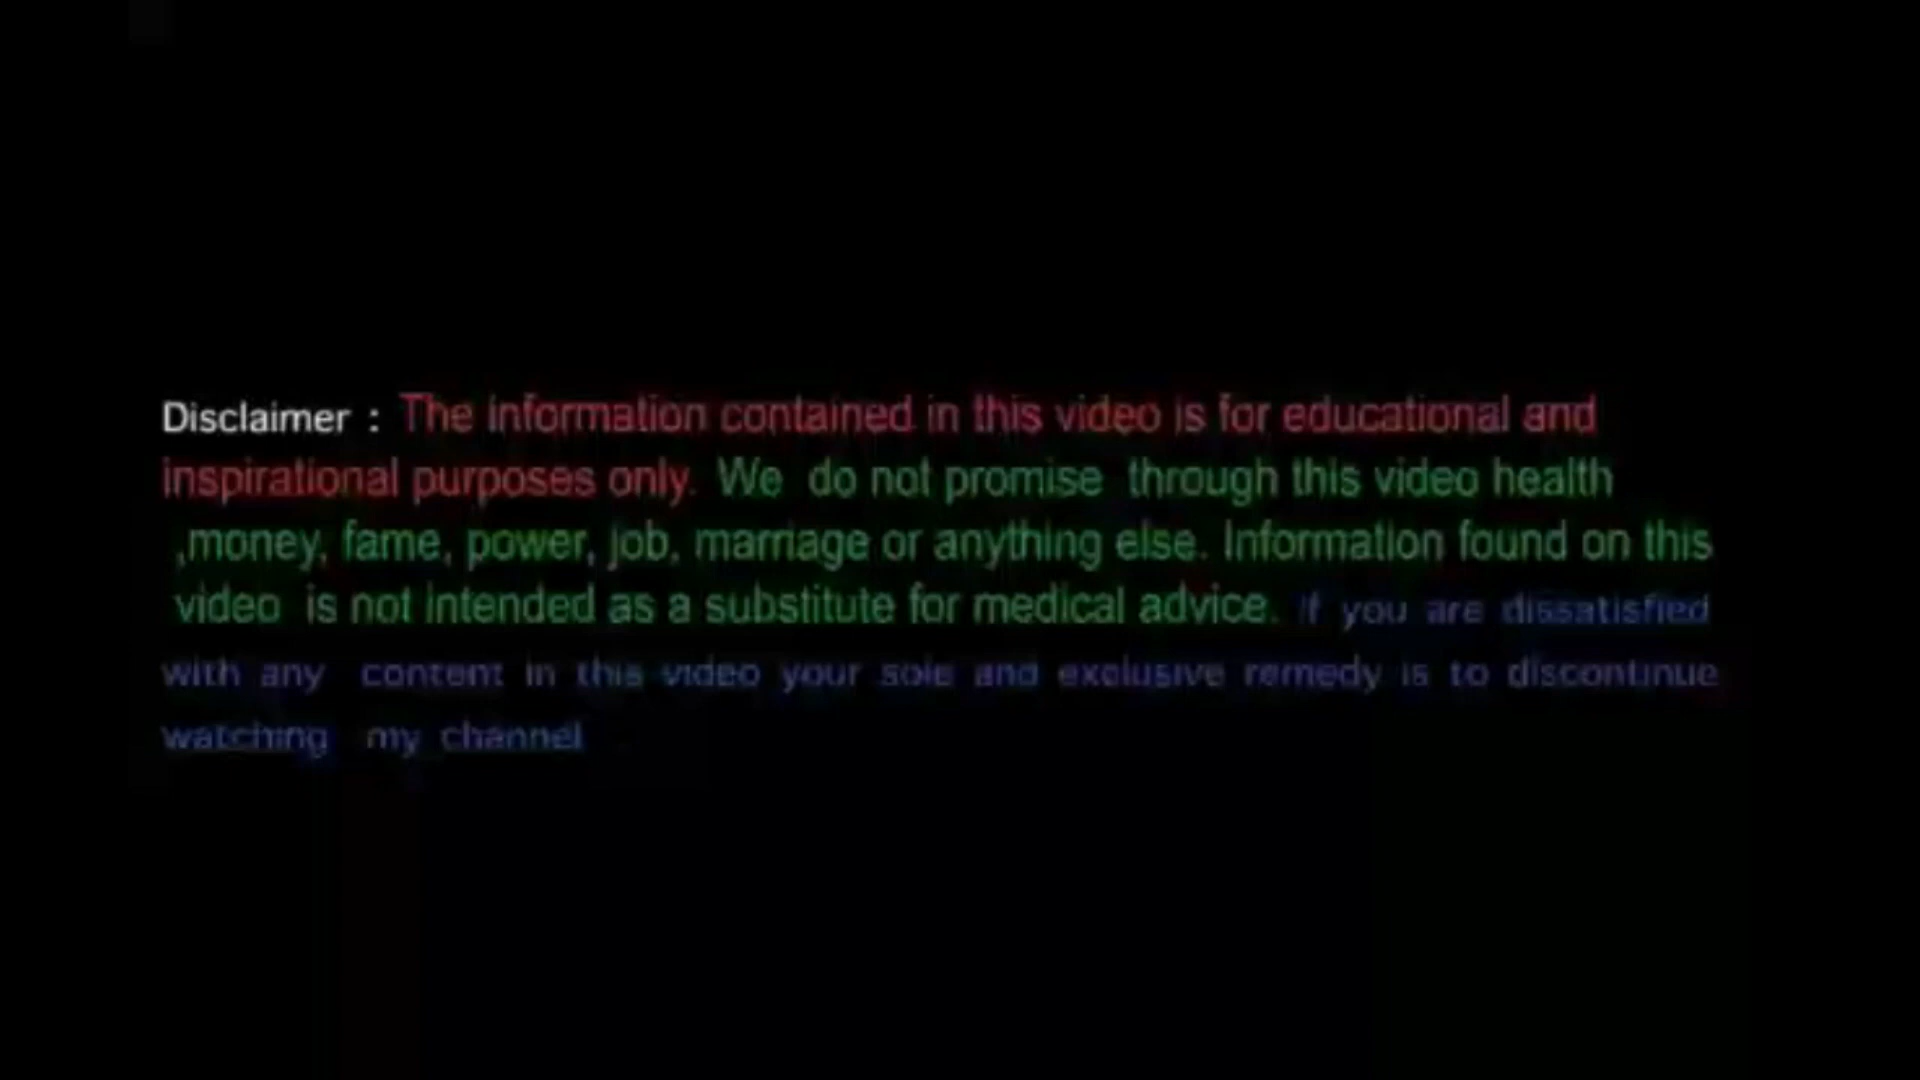 Disclaimer : The information contained in this video is for educational and
inspirational purposes only. We do not promise through this video health
,money, fame, power, job, marriage or anything else. Information found on this
video is not intended as a substitute for medical advice. If you are dissatisfied
with any content in this video your sole and exclusive remedy is to discontinue
watching my channel